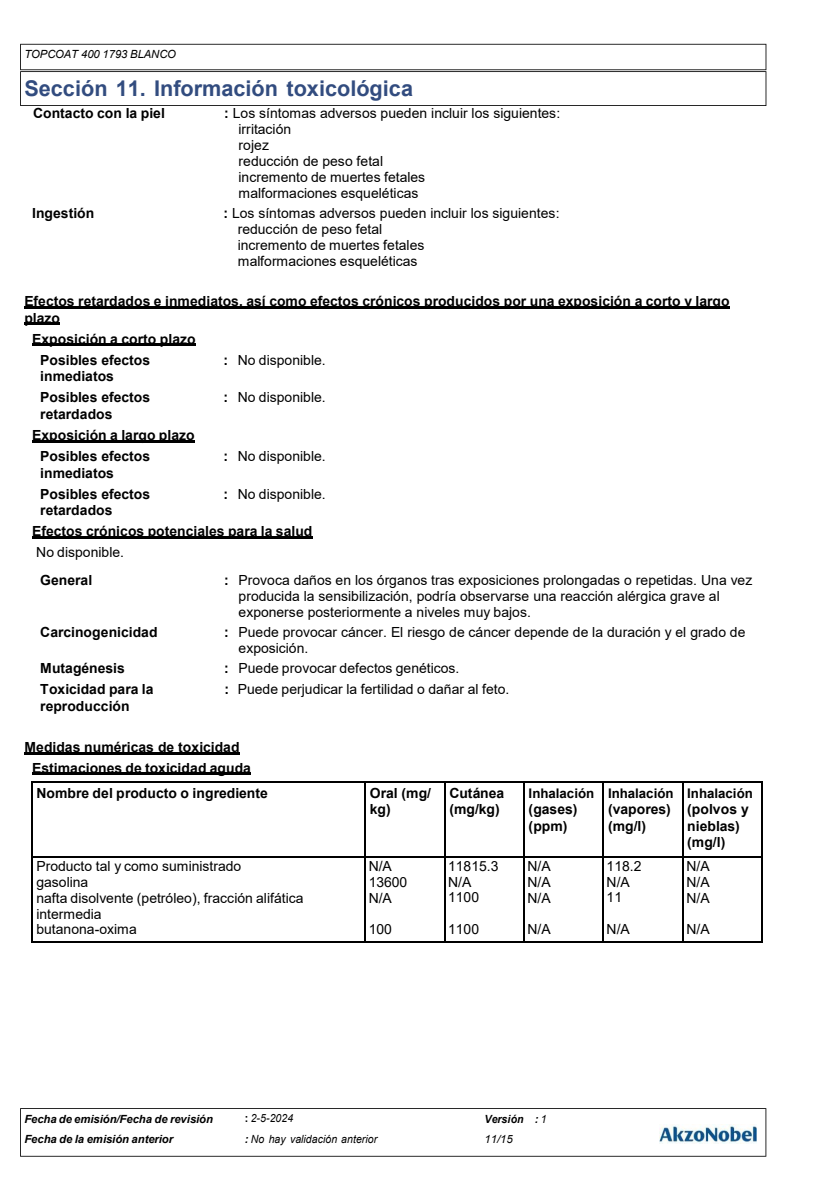 TOPCOAT 400 1793 BLANCO
Sección 11. Información toxicológica
Contacto con la piel : Los síntomas adversos pueden incluir los siguientes:
irritación
rojez
reducción de peso fetal
incremento de muertes fetales
malformaciones esqueléticas
Ingestión : Los síntomas adversos pueden incluir los siguientes:
reducción de peso fetal
incremento de muertes fetales
malformaciones esqueléticas
Efectos retardados e inmediatos, así como efectos crónicos producidos por una exposición a corto y largo
plazo
Exposición a corto plazo
Posibles efectos : No disponible.
inmediatos
Posibles efectos : No disponible.
retardados
Exposición a largo plazo
Posibles efectos : No disponible.
inmediatos
Posibles efectos : No disponible.
retardados
Efectos crónicos potenciales para la salud
No disponible.
General : Provoca daños en los órganos tras exposiciones prolongadas o repetidas. Una vez
producida la sensibilización, podría observarse una reacción alérgica grave al
exponerse posteriormente a niveles muy bajos.
Carcinogenicidad : Puede provocar cáncer. El riesgo de cáncer depende de la duración y el grado de
exposición.
Mutagénesis : Puede provocar defectos genéticos.
Toxicidad para la : Puede perjudicar la fertilidad o dañar al feto.
reproducción
Medidas numéricas de toxicidad
Estimaciones de toxicidad aguda
Nombre del producto o ingrediente Oral (mg/ Cutánea Inhalación Inhalación Inhalación
kg) (mg/kg) (gases) (vapores) (polvos y
(ppm) (mg/l) nieblas)
(mg/l)
Producto tal y como suministrado N/A 11815.3 N/A 118.2 N/A
gasolina 13600 N/A N/A N/A N/A
nafta disolvente (petróleo), fracción alifática N/A 1100 N/A 11 N/A
intermedia
butanona-oxima 100 1100 N/A N/A N/A
Fecha de emisión/Fecha de revisión : 2-5-2024 Versión : 1
Fecha de la emisión anterior : No hay validación anterior 11/15 AkzoNobel